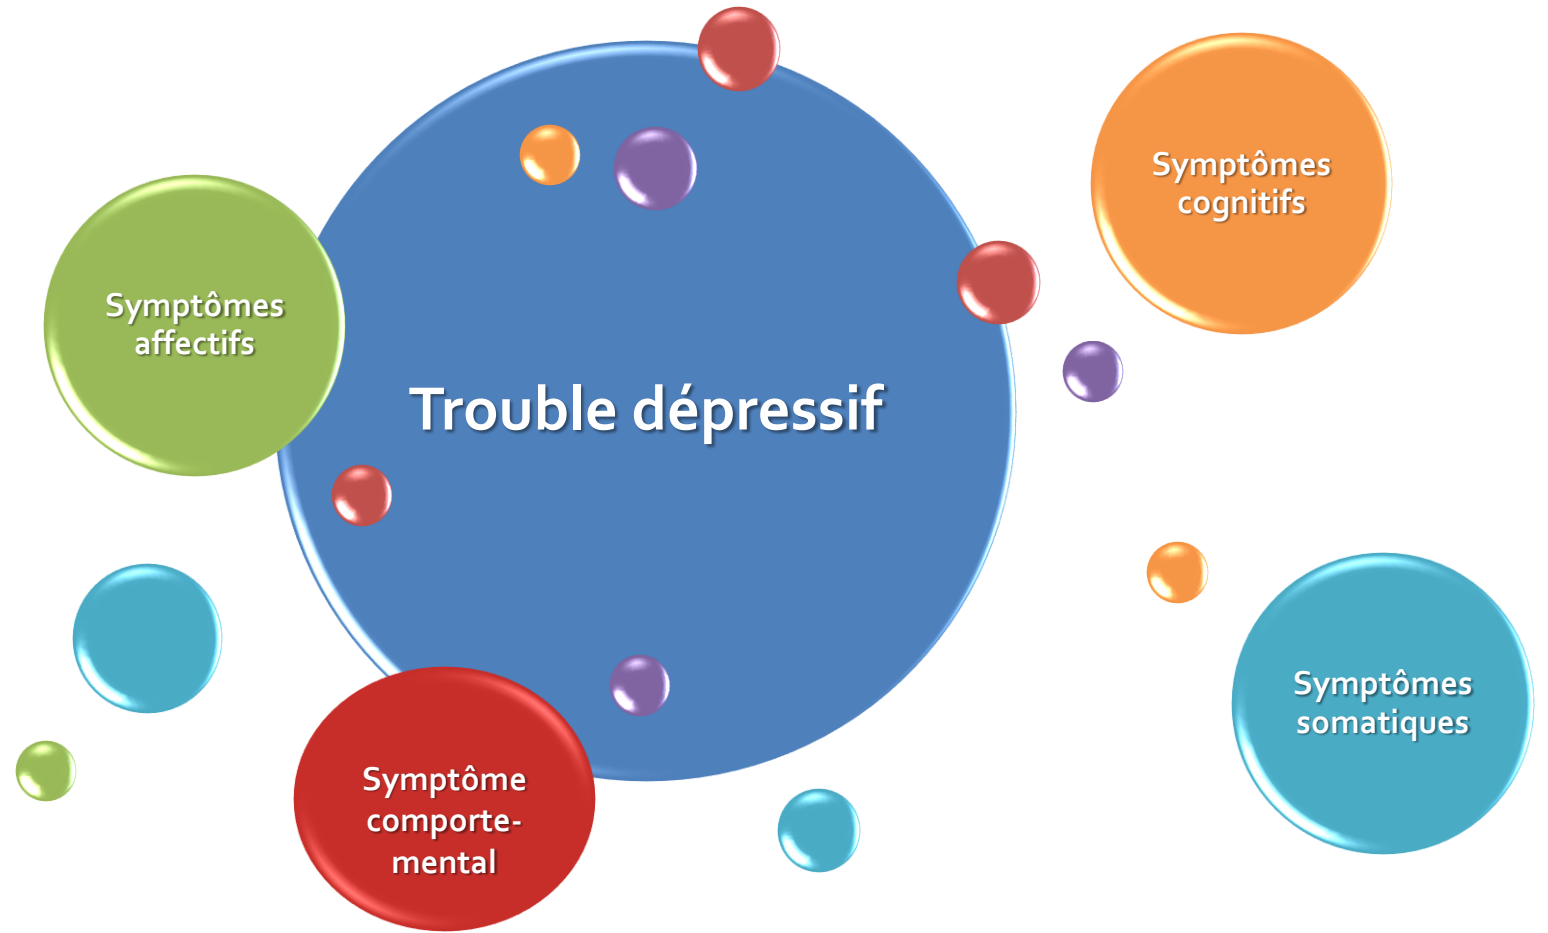 Symptômes
cognitifs
Symptômes
affectifs
Trouble dépressif
Symptômes
somatiques
Symptôme
comporte-
mental